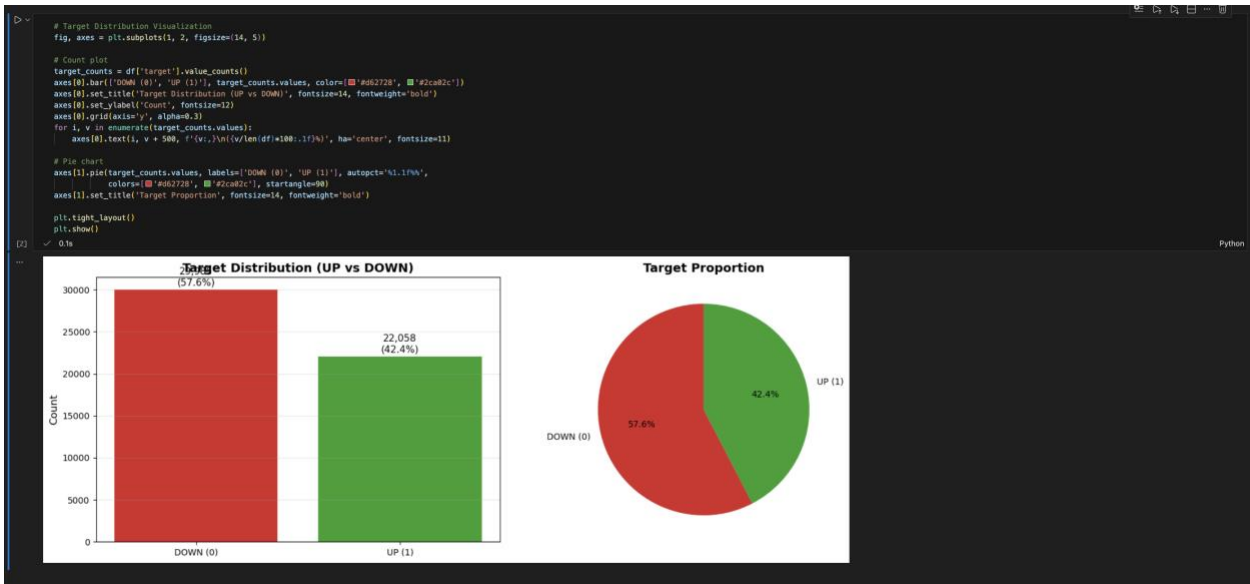 # Target Distribution Visualization
fig, axes = plt.subplots(1, 2, figsize=(14, 5))
# Count plot
target_counts = df['target'].value_counts()
axes[0].bar(['DOWN (0)', 'UP (1)'], target_counts.values, color=['#d62728', '#2ca02c'])
axes[0].set_title('Target Distribution (UP vs DOWN)', fontsize=14, fontweight='bold')
axes[0].set_ylabel('Count', fontsize=12)
axes[0].grid(axis='y', alpha=0.3)
for i, v in enumerate(target_counts.values):
axes[0].text(i, v + 500, f'{v:,}\n({v/len(df)*100:.1f}%)', ha='center', fontsize=11)
# Pie chart
axes[1].pie(target_counts.values, labels=['DOWN (0)', 'UP (1)'], autopct='%1.1f%%',
colors=['#d62728', '#2ca02c'], startangle=90)
axes[1].set_title('Target Proportion', fontsize=14, fontweight='bold')
plt.tight_layout()
plt.show()
[2] 0.1s Python
Target Distribution (UP vs DOWN)
(57.6%)
22,058
(42.4%)
30000
25000
20000
15000
10000
5000
0
Count
DOWN (0) UP (1)
Target Proportion
UP (1)
42.4%
57.6%
DOWN (0)